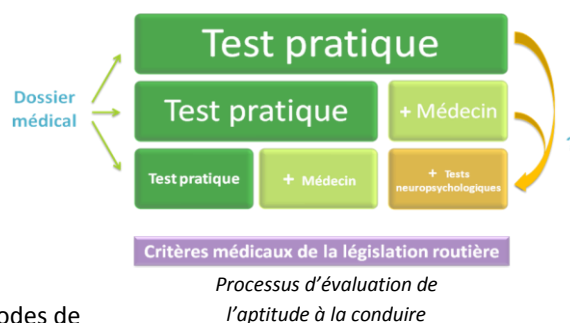 Test pratique
Dossier
médical
Test pratique
+ Médecin
Test pratique
+ Médecin
+ Tests
neuropsychologiques
Critères médicaux de la législation routière
Processus d’évaluation de
odes de
l’aptitude à la conduire